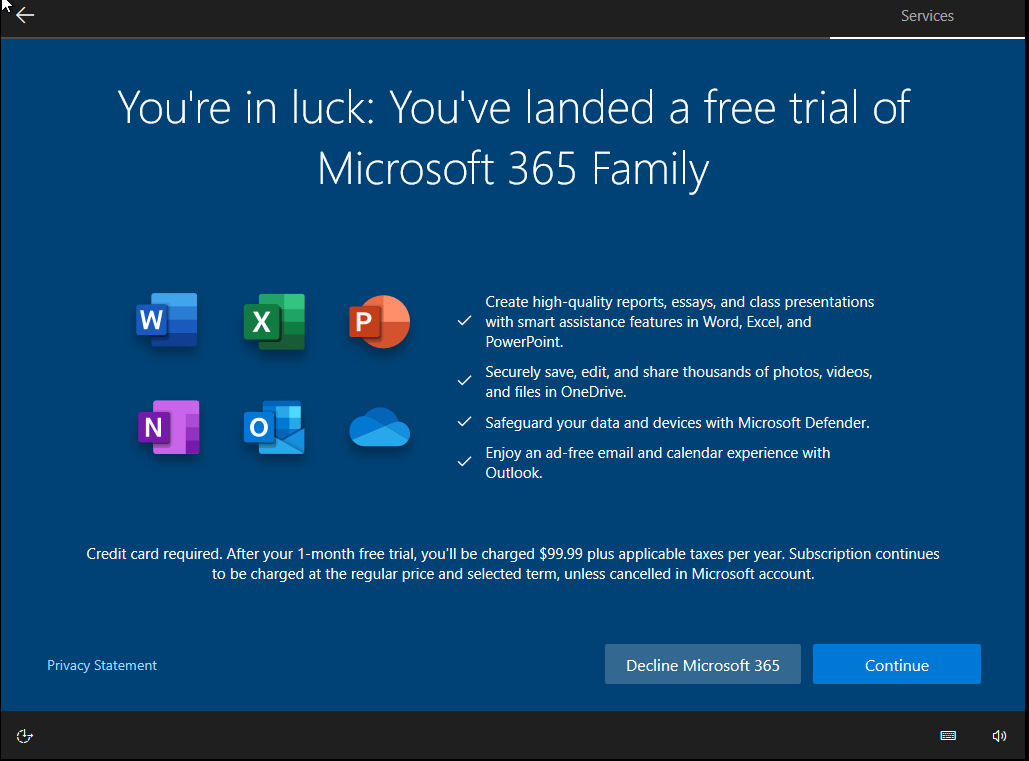 Services
You're in luck: You've landed a free trial of
Microsoft 365 Family
W
X
P
N
O
Create high-quality reports, essays, and class presentations
with smart assistance features in Word, Excel, and
PowerPoint.
Securely save, edit, and share thousands of photos, videos,
and files in OneDrive.
Safeguard your data and devices with Microsoft Defender.
Enjoy an ad-free email and calendar experience with
Outlook.
Credit card required. After your 1-month free trial, you'll be charged $99.99 plus applicable taxes per year. Subscription continues
to be charged at the regular price and selected term, unless cancelled in Microsoft account.
Privacy Statement
Decline Microsoft 365
Continue